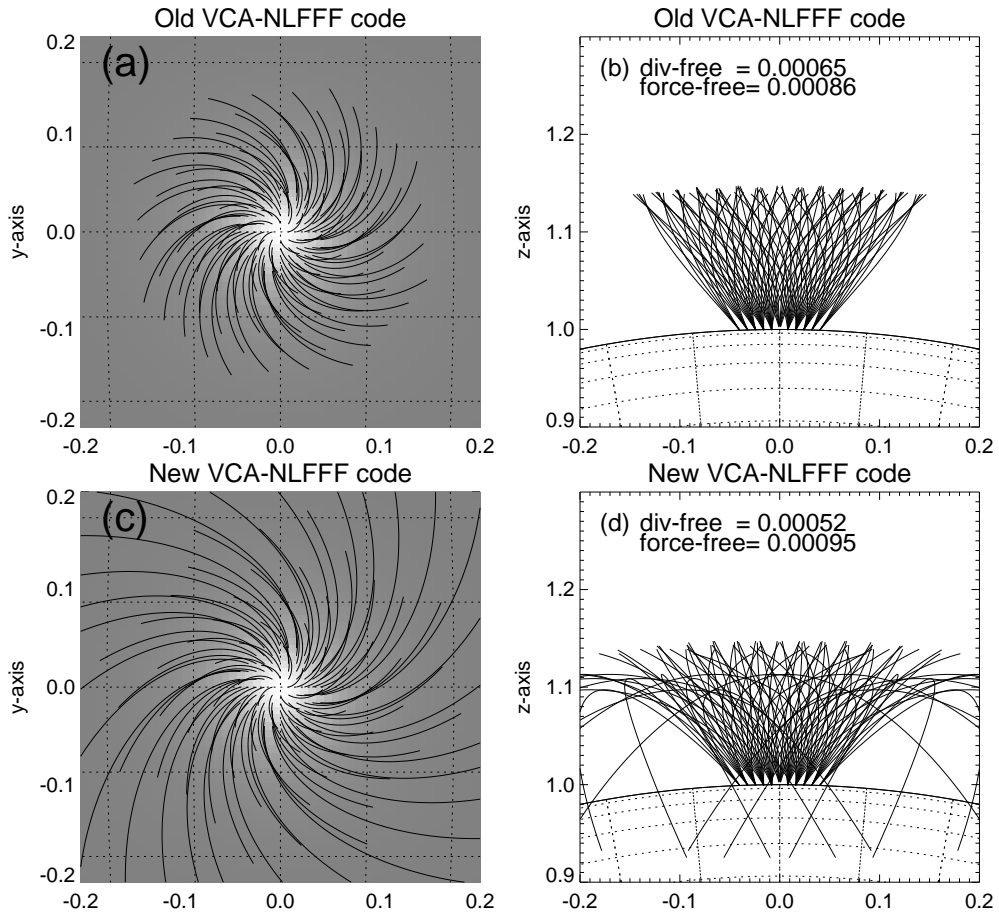 Old VCA-NLFFF code
(a)
y-axis
0.2
0.1
0.0
-0.1
-0.2
-0.2 -0.1 0.0 0.1 0.2
Old VCA-NLFFF code
(b) div-free = 0.00065
force-free= 0.00086
z-axis
1.2
1.1
1.0
0.9
-0.2 -0.1 0.0 0.1 0.2
New VCA-NLFFF code
(c)
y-axis
0.2
0.1
0.0
-0.1
-0.2
-0.2 -0.1 0.0 0.1 0.2
New VCA-NLFFF code
(d) div-free = 0.00052
force-free= 0.00095
z-axis
1.2
1.1
1.0
0.9
-0.2 -0.1 0.0 0.1 0.2